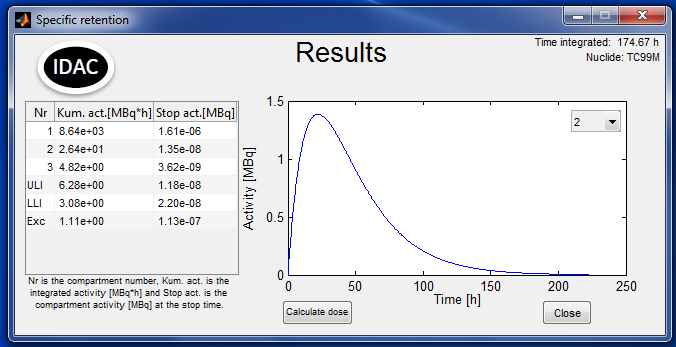 Specific retention
IDAC
Results
Time integrated: 174.67 h
Nuclide: TC99M
Nr Kum. act.[MBq*h] Stop act.[MBq]
1 8.64e+03 1.61e-06
2 2.64e+01 1.35e-08
3 4.82e+00 3.62e-09
ULI 6.28e+00 1.18e-08
LLI 3.08e+00 2.20e-08
Exc 1.11e+00 1.13e-07
Nr is the compartment number, Kum. act. is the
integrated activity [MBq*h] and Stop act. is the
compartment activity [MBq] at the stop time.
1.5
1
0.5
0
Activity [MBq]
2
0 50 100 150 200 250
Time [h]
Calculate dose
Close